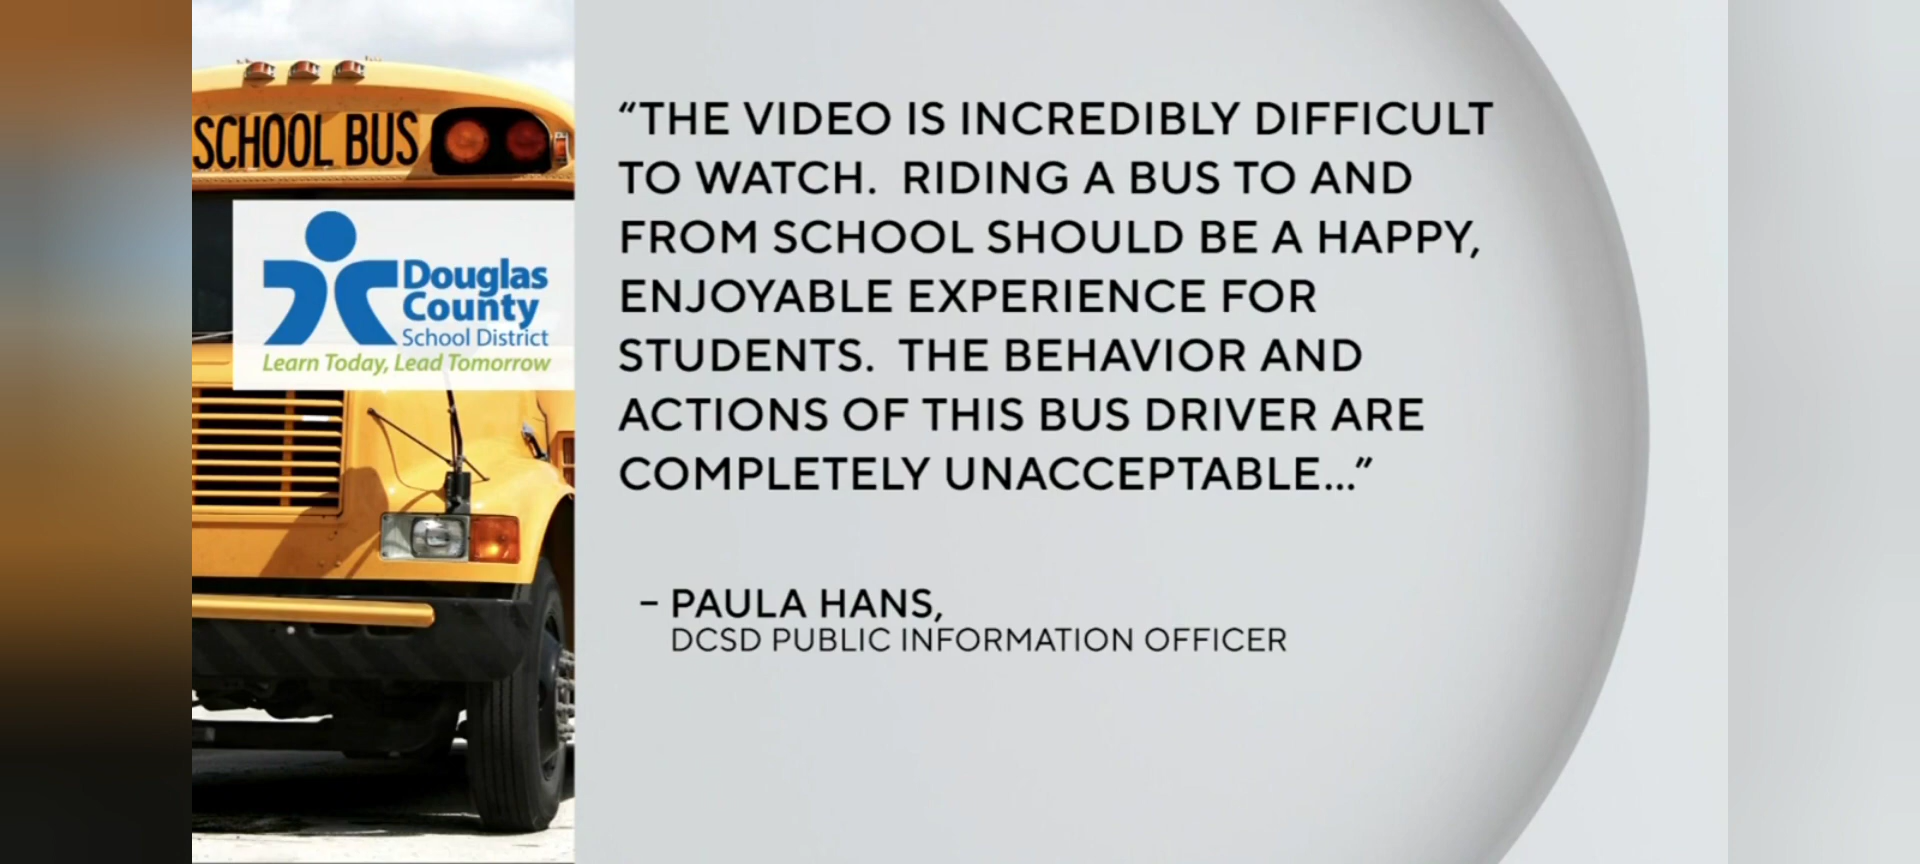 SCHOOL BUS
Douglas
County
School District
Learn Today, Lead Tomorrow
“THE VIDEO IS INCREDIBLY DIFFICULT
TO WATCH.  RIDING A BUS TO AND
FROM SCHOOL SHOULD BE A HAPPY,
ENJOYABLE EXPERIENCE FOR
STUDENTS.  THE BEHAVIOR AND
ACTIONS OF THIS BUS DRIVER ARE
COMPLETELY UNACCEPTABLE...”
– PAULA HANS,
DCSD PUBLIC INFORMATION OFFICER